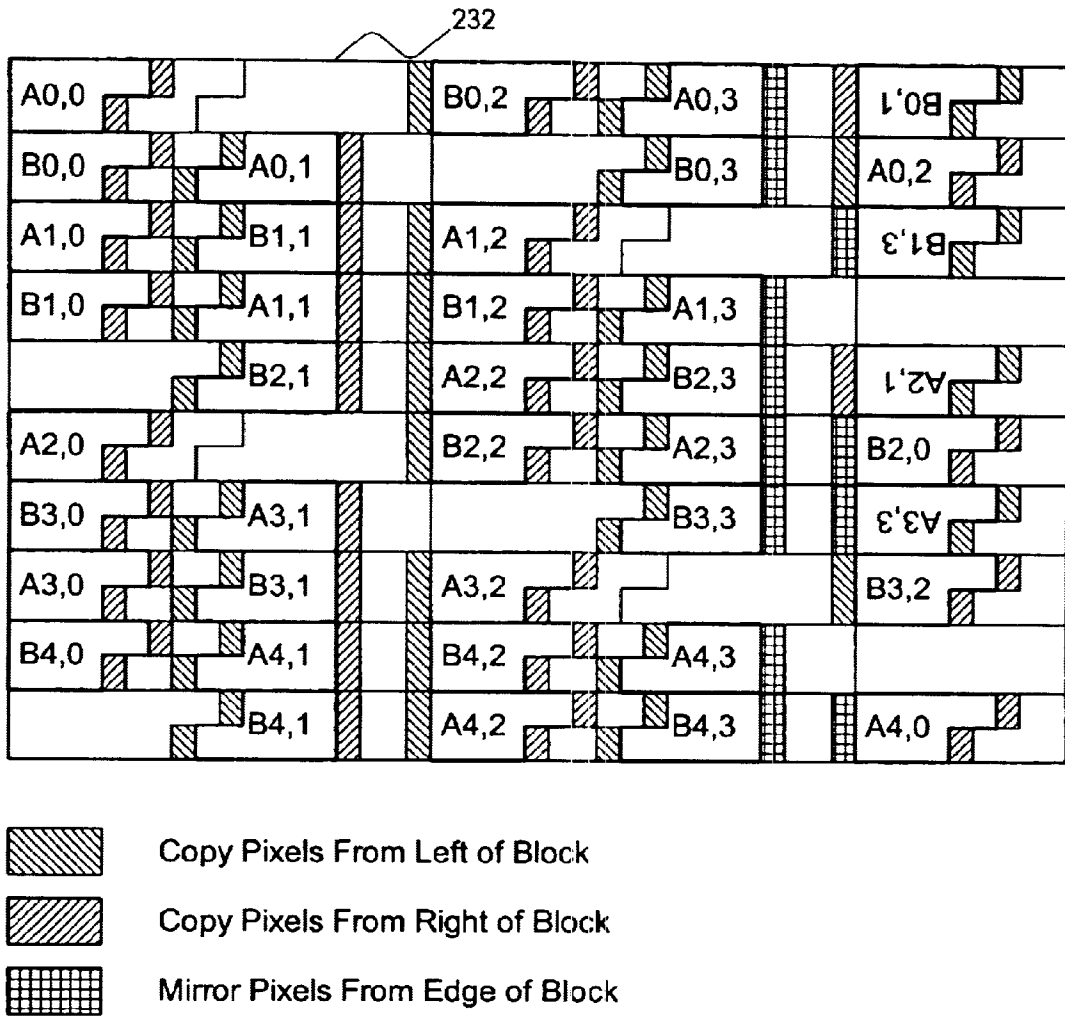 232
A0,0 B0,2 A0,3 B0,1
B0,0 A0,1 B0,3 A0,2
A1,0 B1,1 A1,2 B1,3
B1,0 A1,1 B1,2 A1,3
B2,1 A2,2 B2,3 A2,1
A2,0 B2,2 A2,3 B2,0
B3,0 A3,1 B3,3 A3,3
A3,0 B3,1 A3,2 B3,2
B4,0 A4,1 B4,2 A4,3
B4,1 A4,2 B4,3 A4,0
Copy Pixels From Left of Block
Copy Pixels From Right of Block
Mirror Pixels From Edge of Block